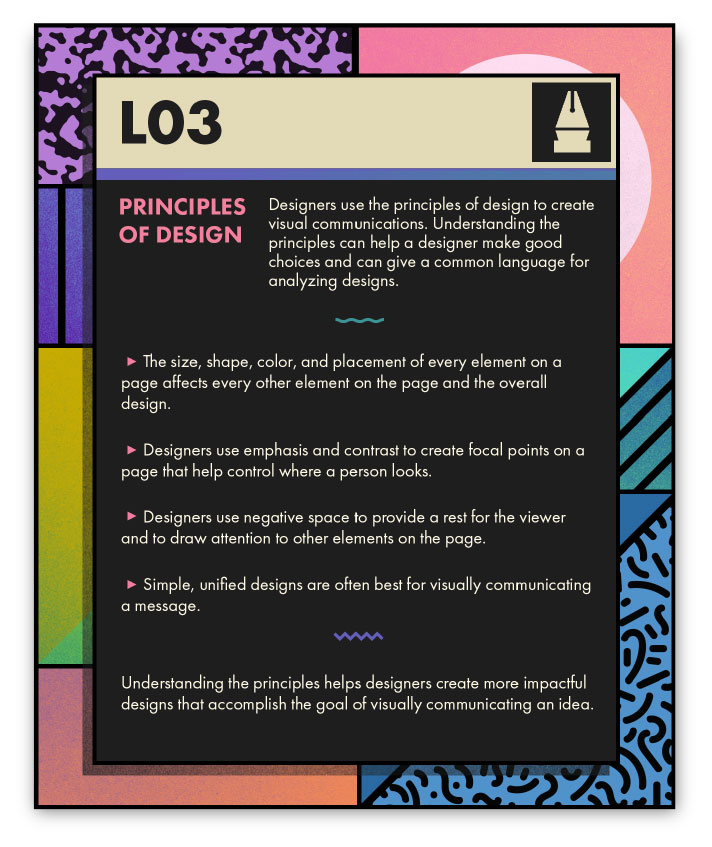 L03
PRINCIPLES
OF DESIGN
Designers use the principles of design to create
visual communications. Understanding the
principles can help a designer make good
choices and can give a common language for
analyzing designs.
► The size, shape, color, and placement of every element on a
page affects every other element on the page and the overall
design.
► Designers use emphasis and contrast to create focal points on a
page that help control where a person looks.
► Designers use negative space to provide a rest for the viewer
and to draw attention to other elements on the page.
► Simple, unified designs are often best for visually communicating
a message.
Understanding the principles helps designers create more impactful
designs that accomplish the goal of visually communicating an idea.